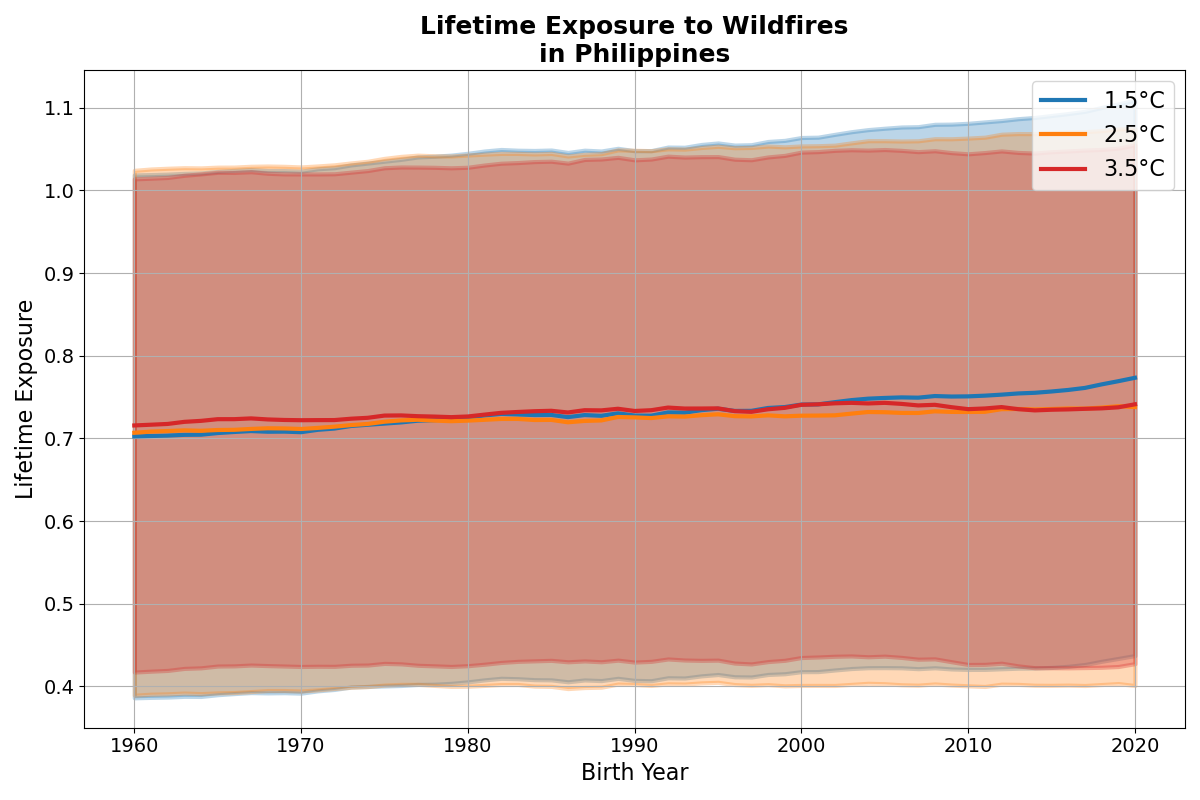 Lifetime Exposure to Wildfires
in Philippines
1.5°C
2.5°C
3.5°C
Lifetime Exposure
1.1
1.0
0.9
0.8
0.7
0.6
0.5
0.4
1960 1970 1980 1990 2000 2010 2020
Birth Year